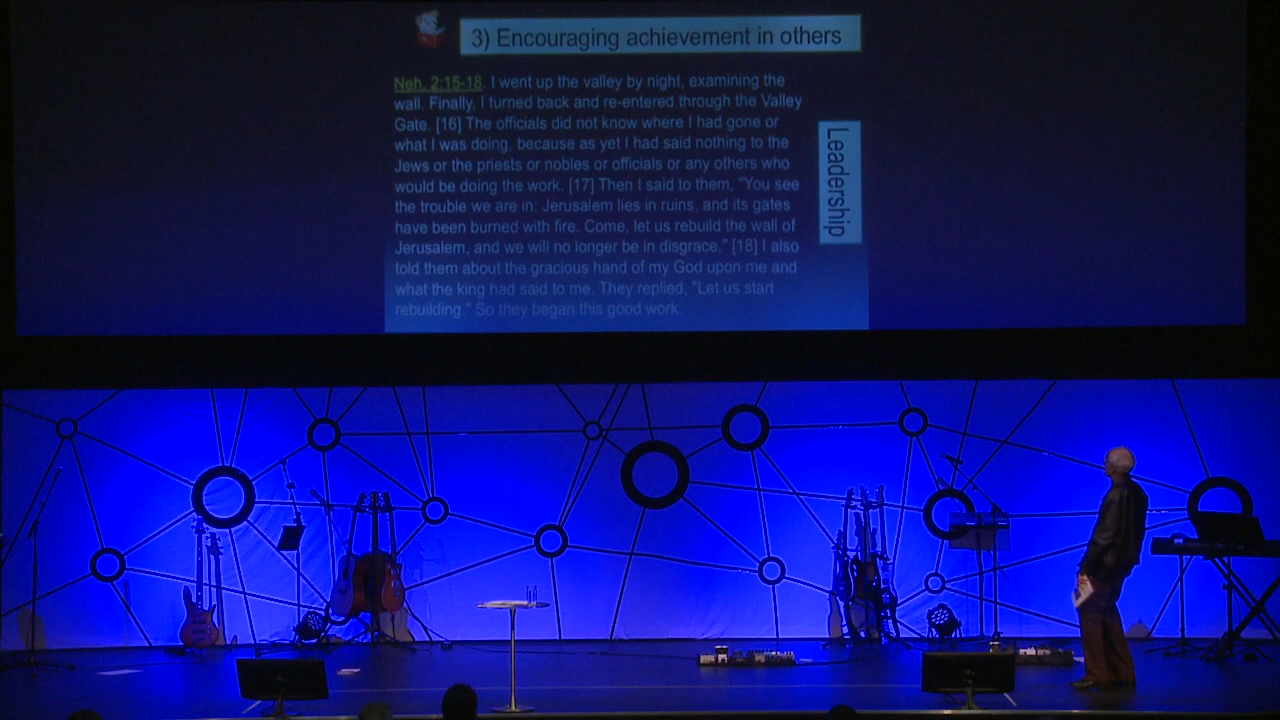 3) Encouraging achievement in others
Neh. 2:15-18. I went up the valley by night, examining the
wall. Finally, I turned back and re-entered through the Valley
Gate. [16] The officials did not know where I had gone or
what I was doing, because as yet I had said nothing to the
Jews or the priests or nobles or officials or any others who
would be doing the work. [17] Then I said to them, "You see
the trouble we are in: Jerusalem lies in ruins, and its gates
have been burned with fire. Come, let us rebuild the wall of
Jerusalem, and we will no longer be in disgrace." [18] I also
told them about the gracious hand of my God upon me and
what the king had said to me. They replied, "Let us start
rebuilding." So they began this good work.
Leadership